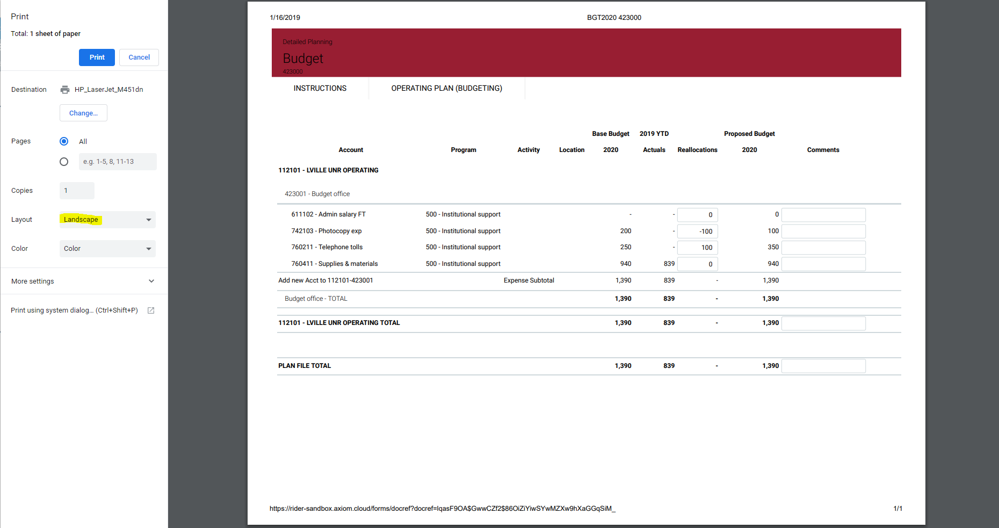 Print
Total: 1 sheet of paper
Print Cancel
Destination HP_LaserJet_M451dn
Change...
Pages All
e.g. 1-5, 8, 11-13
Copies 1
Layout Landscape
Color Color
More settings
Print using system dialog... (Ctrl+Shift+P)
1/16/2019 BGT2020 423000
Detailed Planning
Budget
423000
INSTRUCTIONS OPERATING PLAN (BUDGETING)
Base Budget 2019 YTD Proposed Budget
Account Program Activity Location 2020 Actuals Reallocations 2020 Comments
112101 - LVILLE UNR OPERATING
423001 - Budget office
611102 - Admin salary FT 500 - Institutional support - - 0 0
742103 - Photocopy exp 500 - Institutional support 200 - -100 100
760211 - Telephone tolls 500 - Institutional support 250 - 100 350
760411 - Supplies & materials 500 - Institutional support 940 839 0 940
Add new Acct to 112101-423001 Expense Subtotal 1,390 839 - 1,390
Budget office - TOTAL 1,390 839 - 1,390
112101 - LVILLE UNR OPERATING TOTAL 1,390 839 - 1,390
PLAN FILE TOTAL 1,390 839 - 1,390
https://rider-sandbox.axiom.cloud/forms/docref?docref=IqasF9OA$GwwCZf2$86OiZiYiwSYwMZXw9hXaGGqSiM_ 1/1